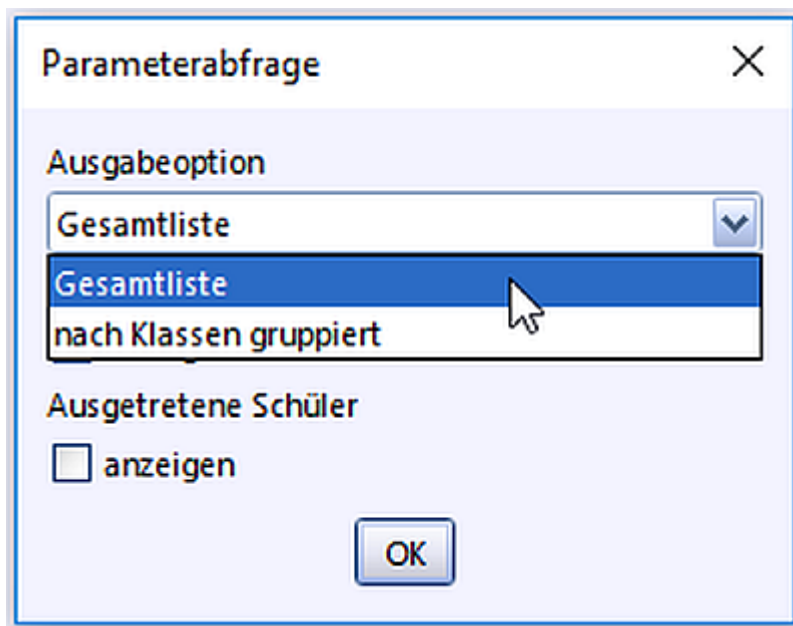 Parameterabfrage
Ausgabeoption
Gesamtliste
Gesamtliste
nach Klassen gruppiert
Ausgetretene Schüler
anzeigen
OK